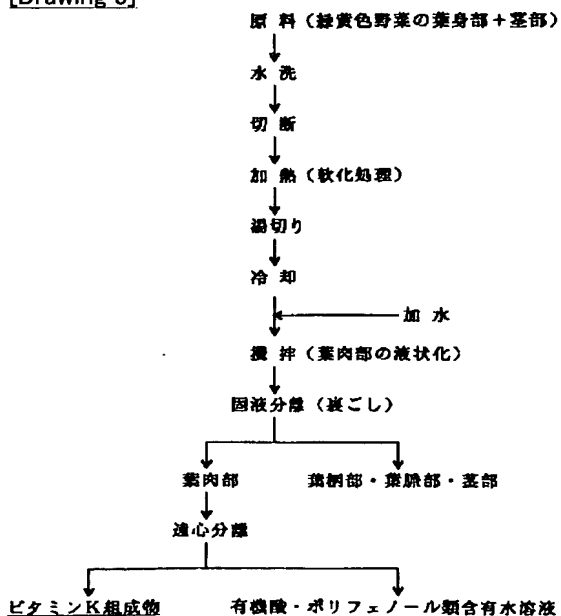 [Drawing 3]
原 料（緑黄色野菜の葉身部＋茎部）
水 洗
切 断
加 熱（軟化処理）
湯切り
冷 却
加 水
攪 拌（葉肉部の液状化）
固液分離（裏ごし）
葉肉部 葉柄部・葉脈部・茎部
遠心分離
ビタミンK組成物 有機酸・ポリフェノール類含有水溶液